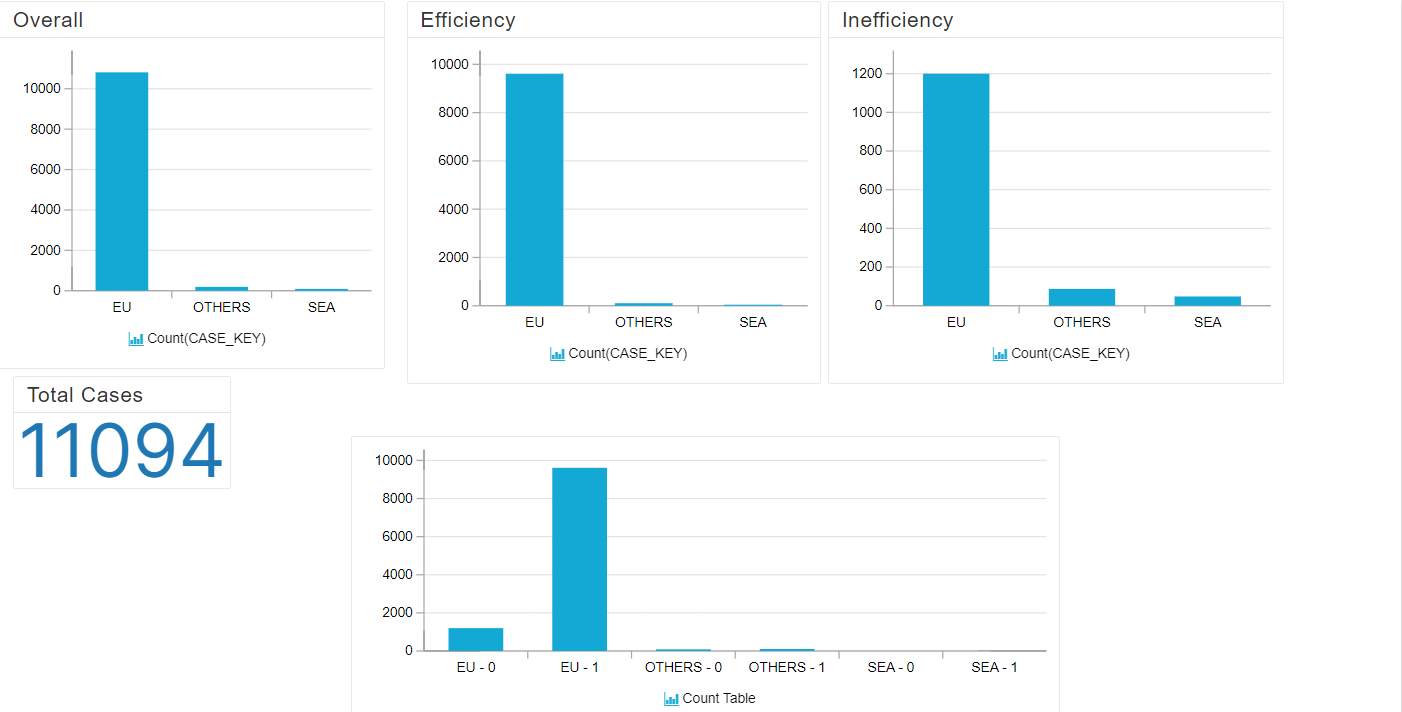 Overall
10000
8000
6000
4000
2000
0
EU OTHERS SEA
Count(CASE_KEY)
Efficiency
10000
8000
6000
4000
2000
0
EU OTHERS SEA
Count(CASE_KEY)
Inefficiency
1200
1000
800
600
400
200
0
EU OTHERS SEA
Count(CASE_KEY)
Total Cases
11094
10000
8000
6000
4000
2000
0
EU - 0 EU - 1 OTHERS - 0 OTHERS - 1 SEA - 0 SEA - 1
Count Table